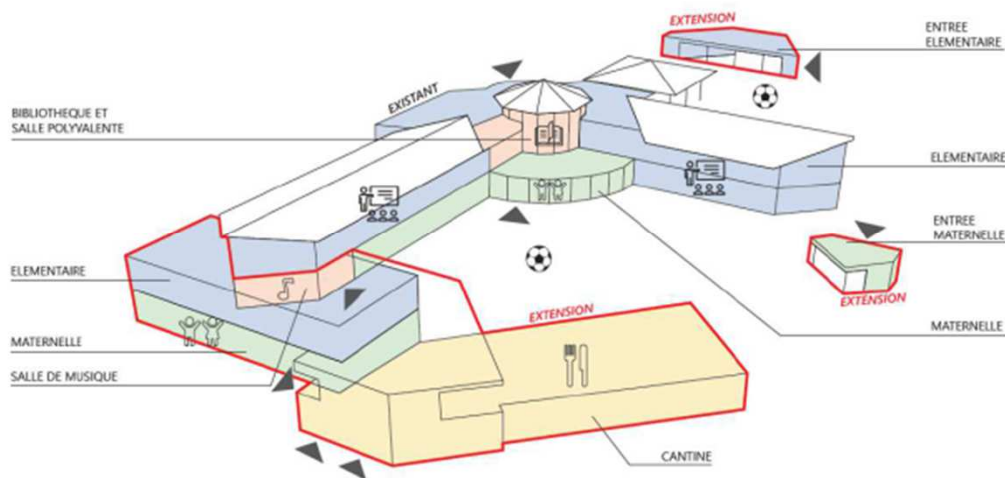 EXTENSION
ENTREE
ELEMENTAIRE
EXISTANT
BIBLIOTHEQUE ET
SALLE POLYVALENTE
ELEMENTAIRE
ENTREE
MATERNELLE
ELEMENTAIRE
EXTENSION
EXTENSION
MATERNELLE
MATERNELLE
SALLE DE MUSIQUE
CANTINE